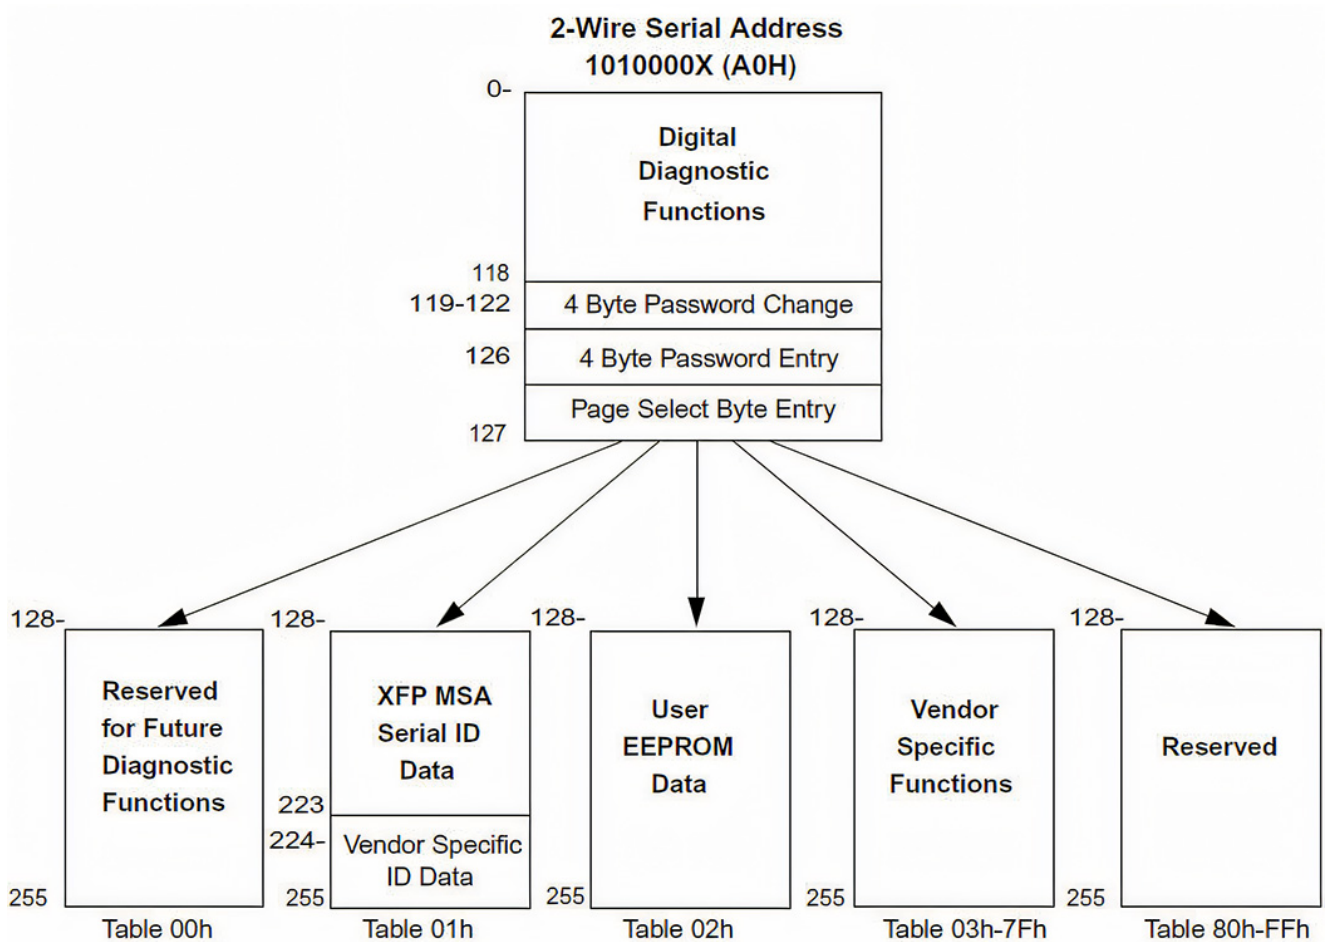 2-Wire Serial Address
1010000X (A0H)
0-
Digital
Diagnostic
Functions
118
119-122
4 Byte Password Change
126
4 Byte Password Entry
Page Select Byte Entry
127
128-
Reserved
for Future
Diagnostic
Functions
255
Table 00h
128-
XFP MSA
Serial ID
Data
223
224-
Vendor Specific
ID Data
255
Table 01h
128-
User
EEPROM
Data
255
Table 02h
128-
Vendor
Specific
Functions
255
Table 03h-7Fh
128-
Reserved
255
Table 80h-FFh